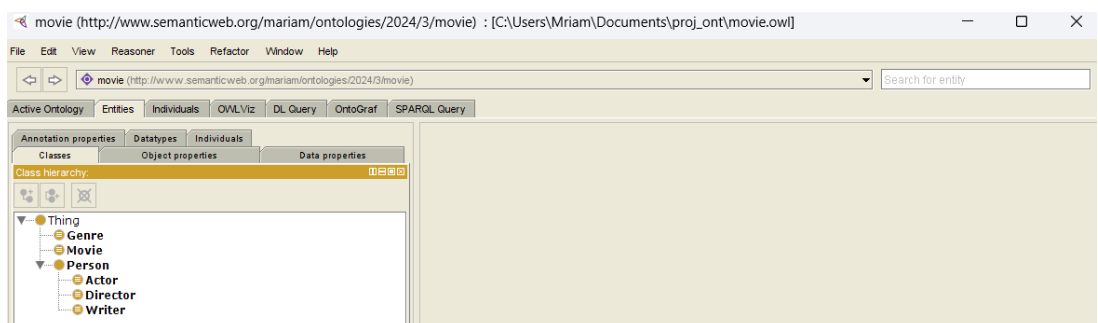 movie (http://www.semanticweb.org/mariam/ontologies/2024/3/movie) : [C:\Users\Mriam\Documents\proj_ont\movie.owl]
File Edit View Reasoner Tools Refactor Window Help
movie (http://www.semanticweb.org/mariam/ontologies/2024/3/movie) Search for entity
Active Ontology Entities Individuals OWLViz DL Query OntoGraf SPARQL Query
Annotation properties Datatypes Individuals
Classes Object properties Data properties
Class hierarchy:
Thing
Genre
Movie
Person
Actor
Director
Writer